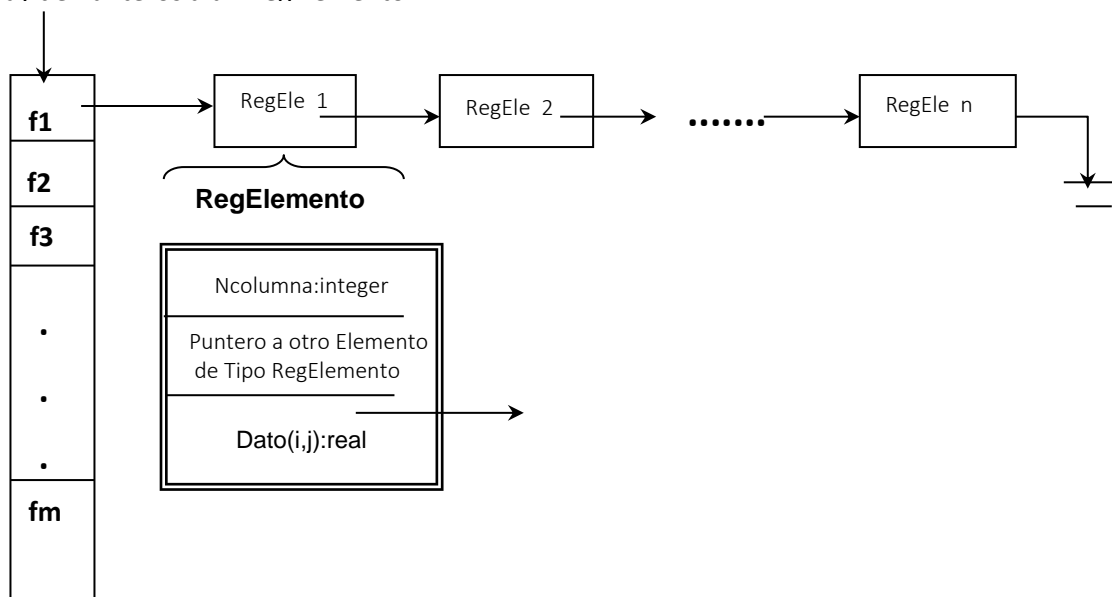 f1
RegEle 1
RegEle 2
.......
RegEle n
f2
RegElemento
f3
Ncolumna:integer
.
Puntero a otro Elemento
de Tipo RegElemento
.
Dato(i,j):real
.
fm